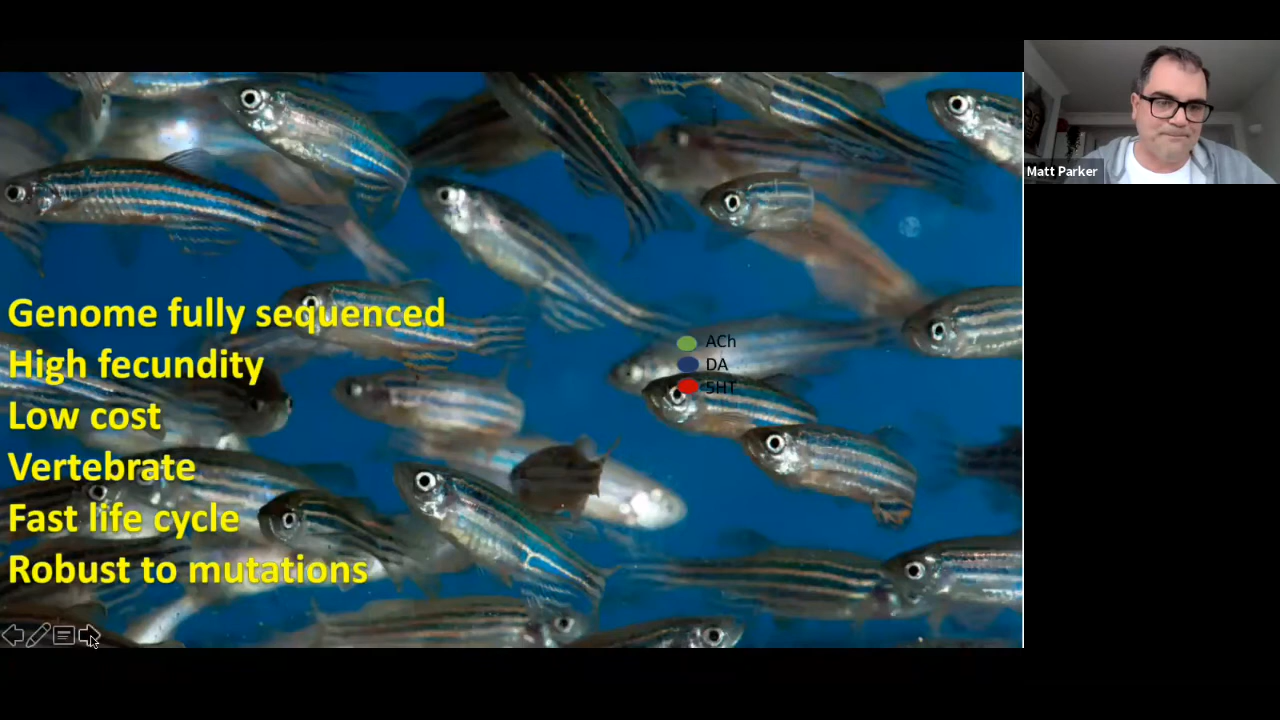 Genome fully sequenced
High fecundity
Low cost
Vertebrate
Fast life cycle
Robust to mutations
ACh
DA
5HT
Matt Parker